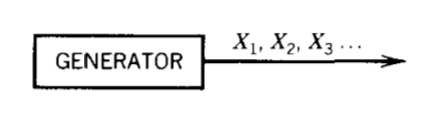 X₁, X₂, X₃ ...
GENERATOR